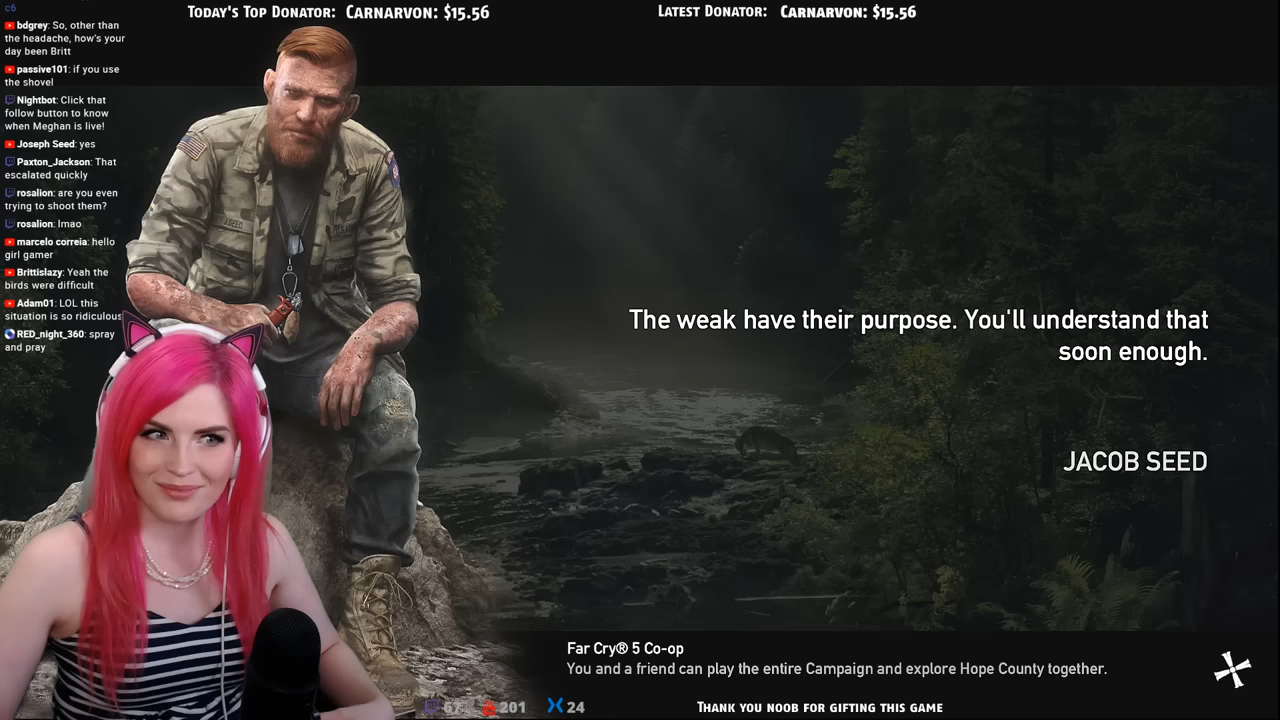 Today's Top Donator: Carnarvon: $15.56
Latest Donator: Carnarvon: $15.56
c6
bdgrey: So, other than
the headache, how's your
day been Britt
passive101: if you use
the shovel
Nightbot: Click that
follow button to know
when Meghan is live!
Joseph Seed: yes
Paxton_Jackson: That
escalated quickly
rosalion: are you even
trying to shoot them?
rosalion: lmao
marcelo correia: hello
girl gamer
Brittislazy: Yeah the
birds were difficult
Adam01: LOL this
situation is so ridiculous
RED_night_360: spray
and pray
The weak have their purpose. You'll understand that
soon enough.
JACOB SEED
Far Cry® 5 Co-op
You and a friend can play the entire Campaign and explore Hope County together.
67 201 24
Thank you noob for gifting this game